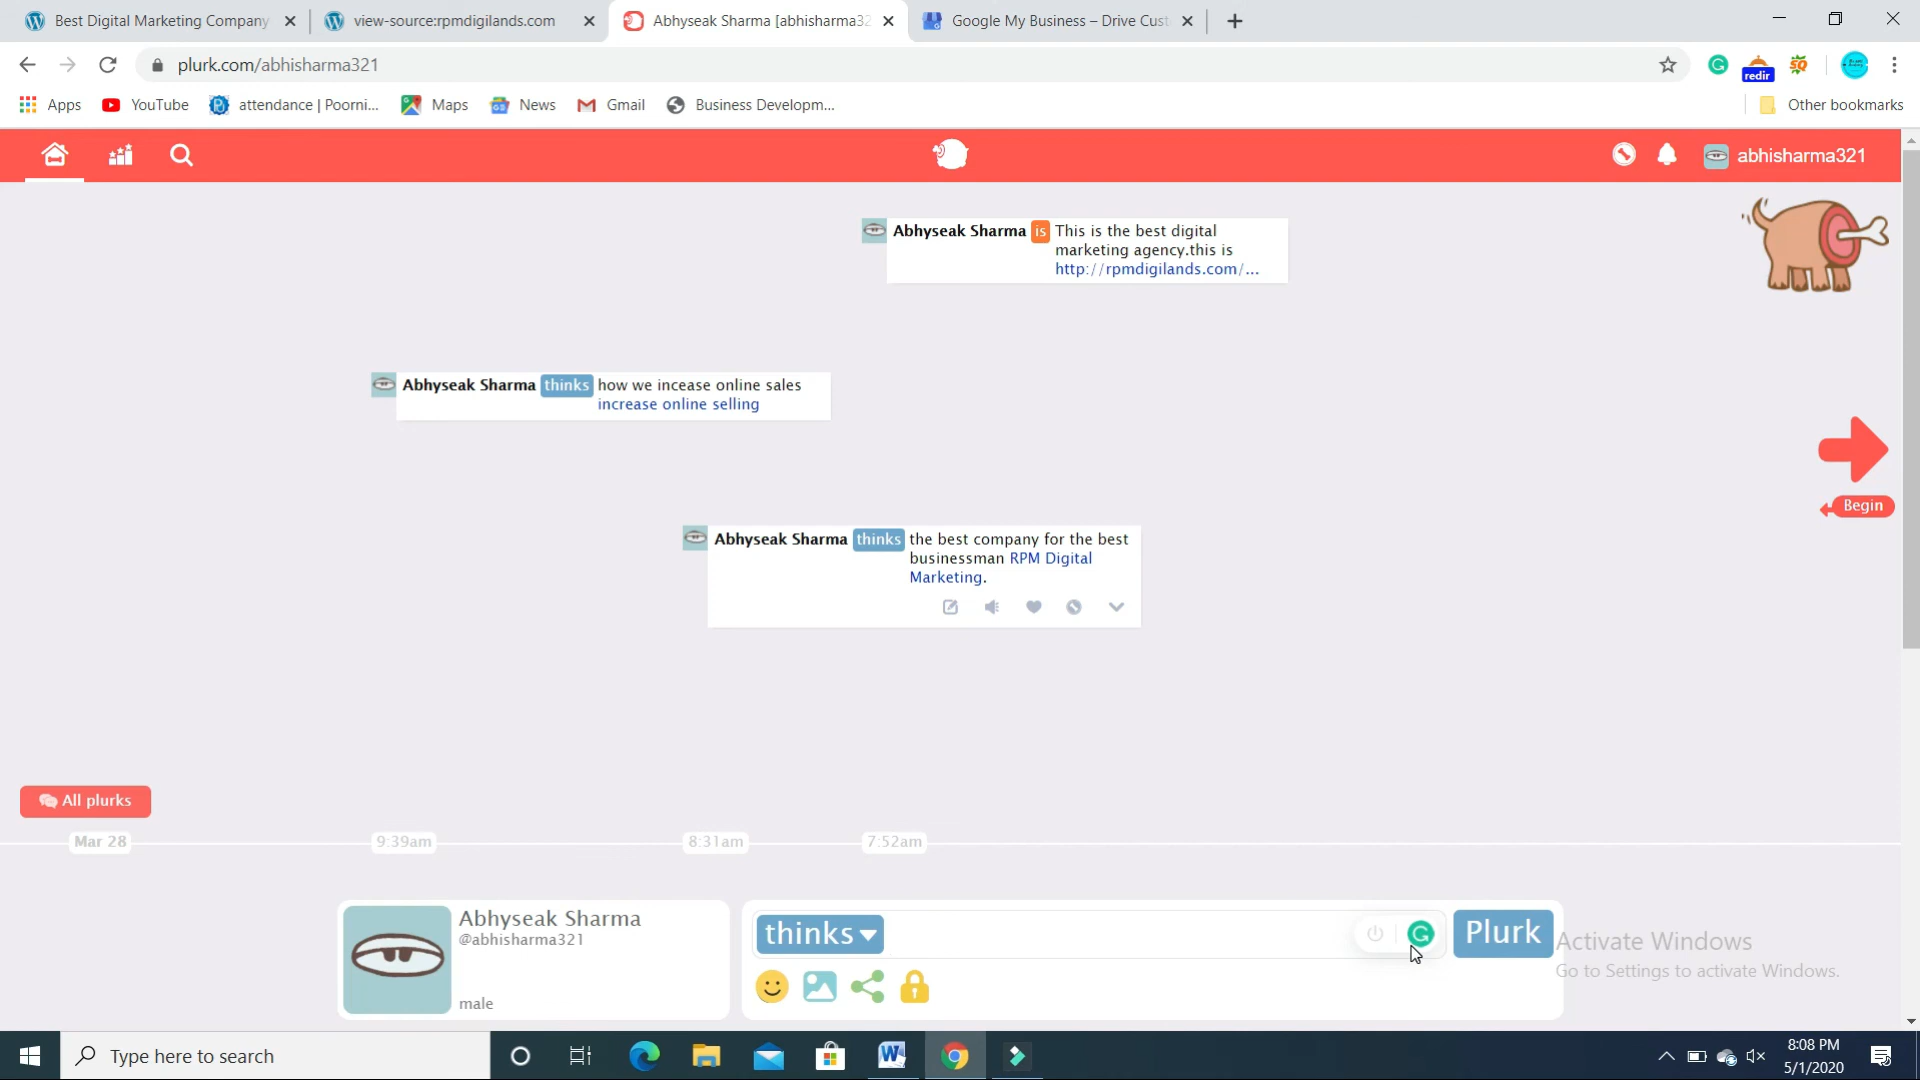 Best Digital Marketing Company
view-source:rpmdigilands.com
Abhyseak Sharma [abhisharma32
Google My Business – Drive Cust
plurk.com/abhisharma321
redir
SQ
Apps
YouTube
attendance | Poorni...
Maps
News
Gmail
Business Developm...
Other bookmarks
abhisharma321
Abhyseak Sharma is This is the best digital
marketing agency.this is
http://rpmdigilands.com/...
Abhyseak Sharma thinks how we incease online sales
increase online selling
Begin
Abhyseak Sharma thinks the best company for the best
businessman RPM Digital
Marketing.
All plurks
Mar 28
9:39am
8:31am
7:52am
Abhyseak Sharma
@abhisharma321
male
thinks
Plurk
Activate Windows
Go to Settings to activate Windows.
Type here to search
8:08 PM
5/1/2020